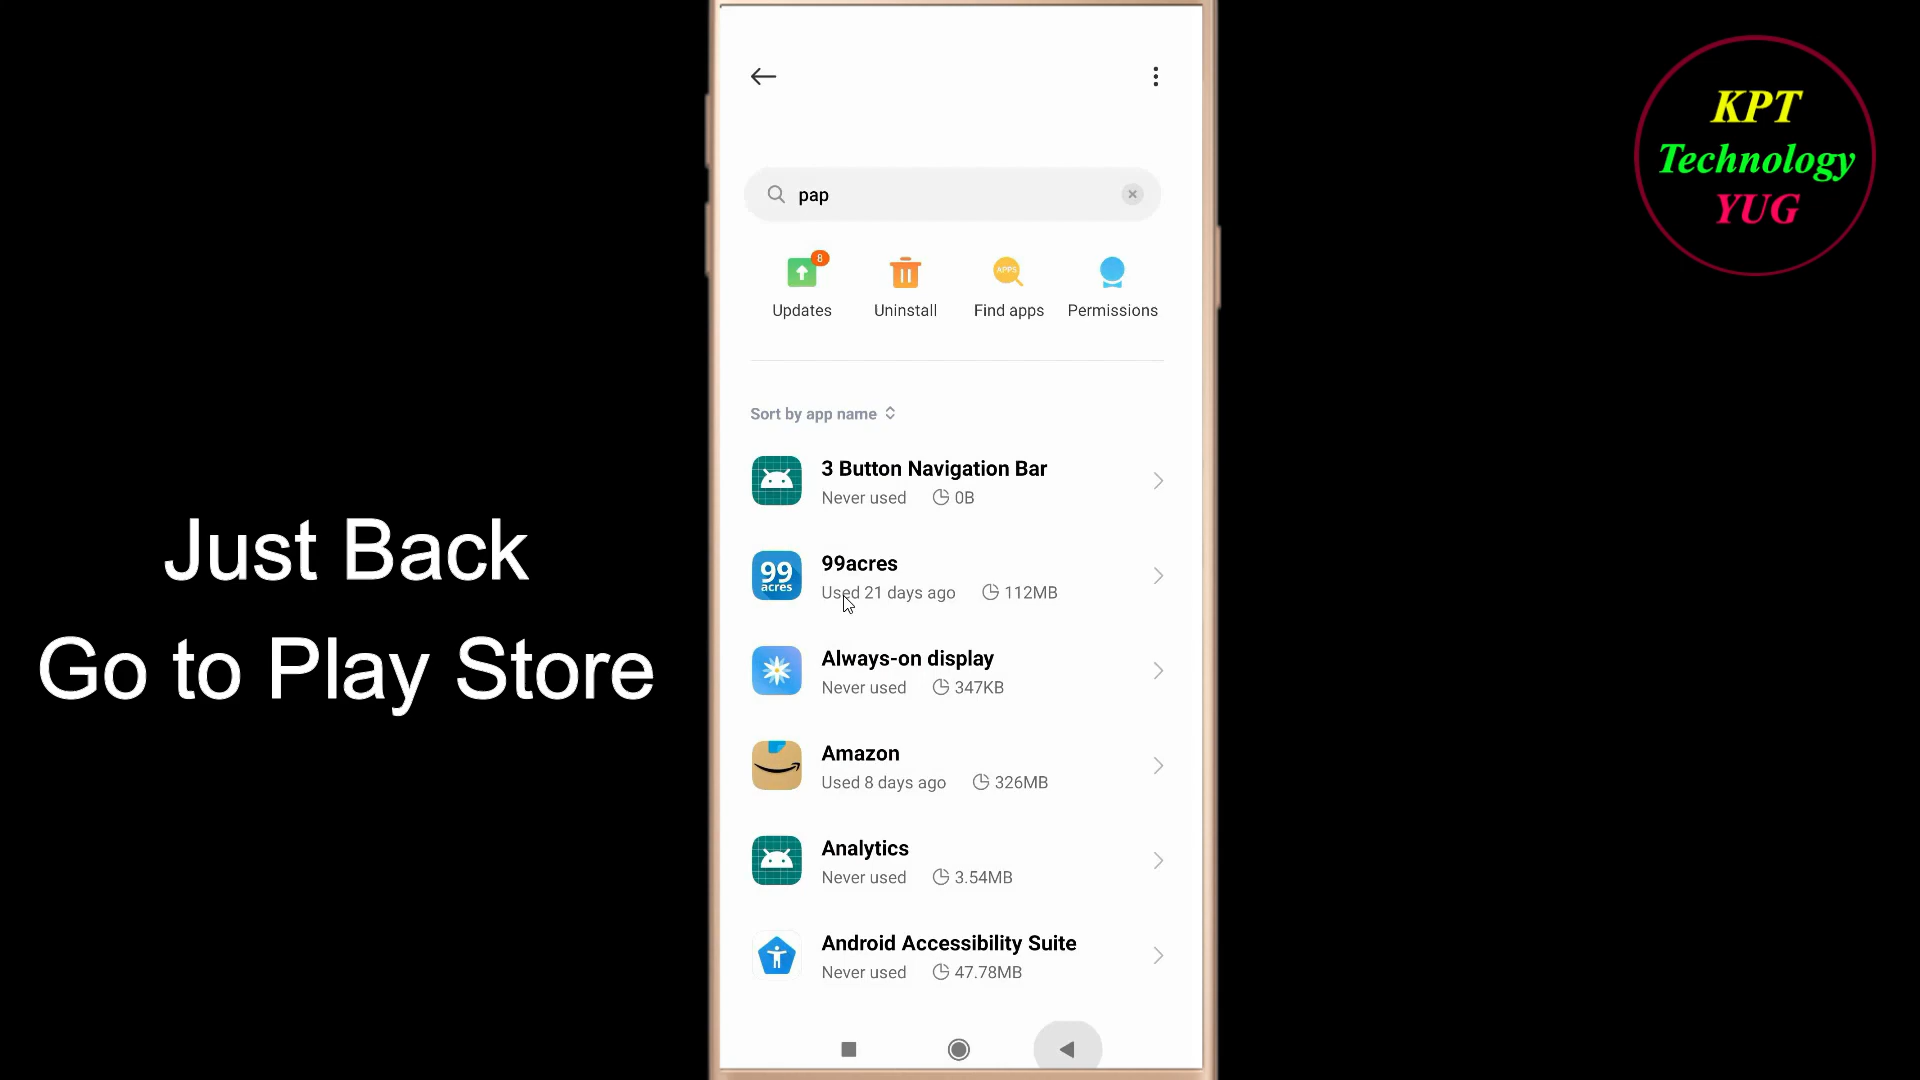 KPT
Technology
YUG
pap
8
APPS
Updates
Uninstall
Find apps
Permissions
Sort by app name
3 Button Navigation Bar
Never used 0B
99 acres
99acres
Used 21 days ago 112MB
Always-on display
Never used 347KB
Amazon
Used 8 days ago 326MB
Analytics
Never used 3.54MB
Android Accessibility Suite
Never used 47.78MB
Just Back
Go to Play Store